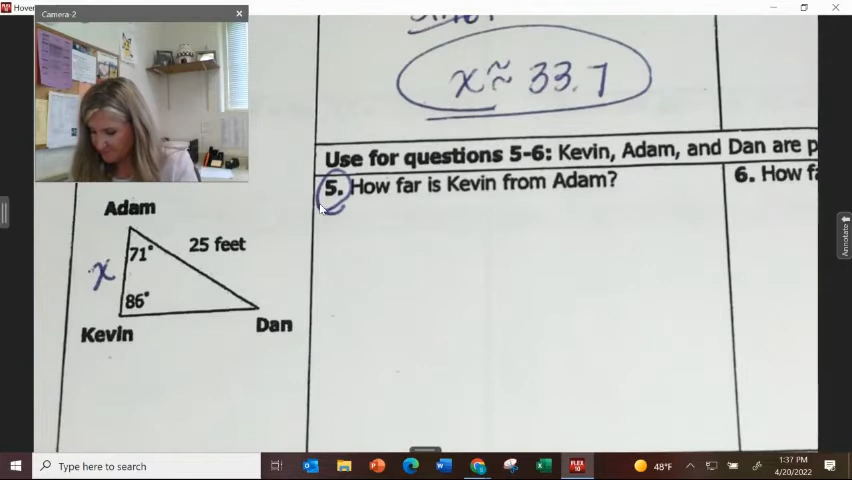 Camera-2
x ≈ 33.7
Use for questions 5-6: Kevin, Adam, and Dan are
5. How far is Kevin from Adam?
6. How
Adam
71°
25 feet
x
86°
Kevin
Dan
Annotate
Type here to search
48°F
1:37 PM
4/20/2022